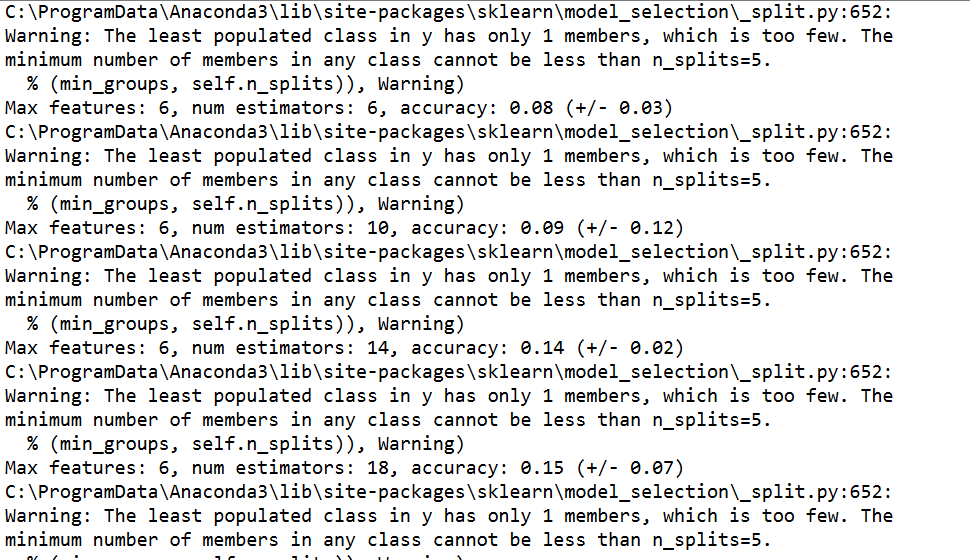 C:\ProgramData\Anaconda3\lib\site-packages\sklearn\model_selection\_split.py:652:
Warning: The least populated class in y has only 1 members, which is too few. The
minimum number of members in any class cannot be less than n_splits=5.
  % (min_groups, self.n_splits)), Warning)
Max features: 6, num estimators: 6, accuracy: 0.08 (+/- 0.03)
C:\ProgramData\Anaconda3\lib\site-packages\sklearn\model_selection\_split.py:652:
Warning: The least populated class in y has only 1 members, which is too few. The
minimum number of members in any class cannot be less than n_splits=5.
  % (min_groups, self.n_splits)), Warning)
Max features: 6, num estimators: 10, accuracy: 0.09 (+/- 0.12)
C:\ProgramData\Anaconda3\lib\site-packages\sklearn\model_selection\_split.py:652:
Warning: The least populated class in y has only 1 members, which is too few. The
minimum number of members in any class cannot be less than n_splits=5.
  % (min_groups, self.n_splits)), Warning)
Max features: 6, num estimators: 14, accuracy: 0.14 (+/- 0.02)
C:\ProgramData\Anaconda3\lib\site-packages\sklearn\model_selection\_split.py:652:
Warning: The least populated class in y has only 1 members, which is too few. The
minimum number of members in any class cannot be less than n_splits=5.
  % (min_groups, self.n_splits)), Warning)
Max features: 6, num estimators: 18, accuracy: 0.15 (+/- 0.07)
C:\ProgramData\Anaconda3\lib\site-packages\sklearn\model_selection\_split.py:652:
Warning: The least populated class in y has only 1 members, which is too few. The
minimum number of members in any class cannot be less than n_splits=5.